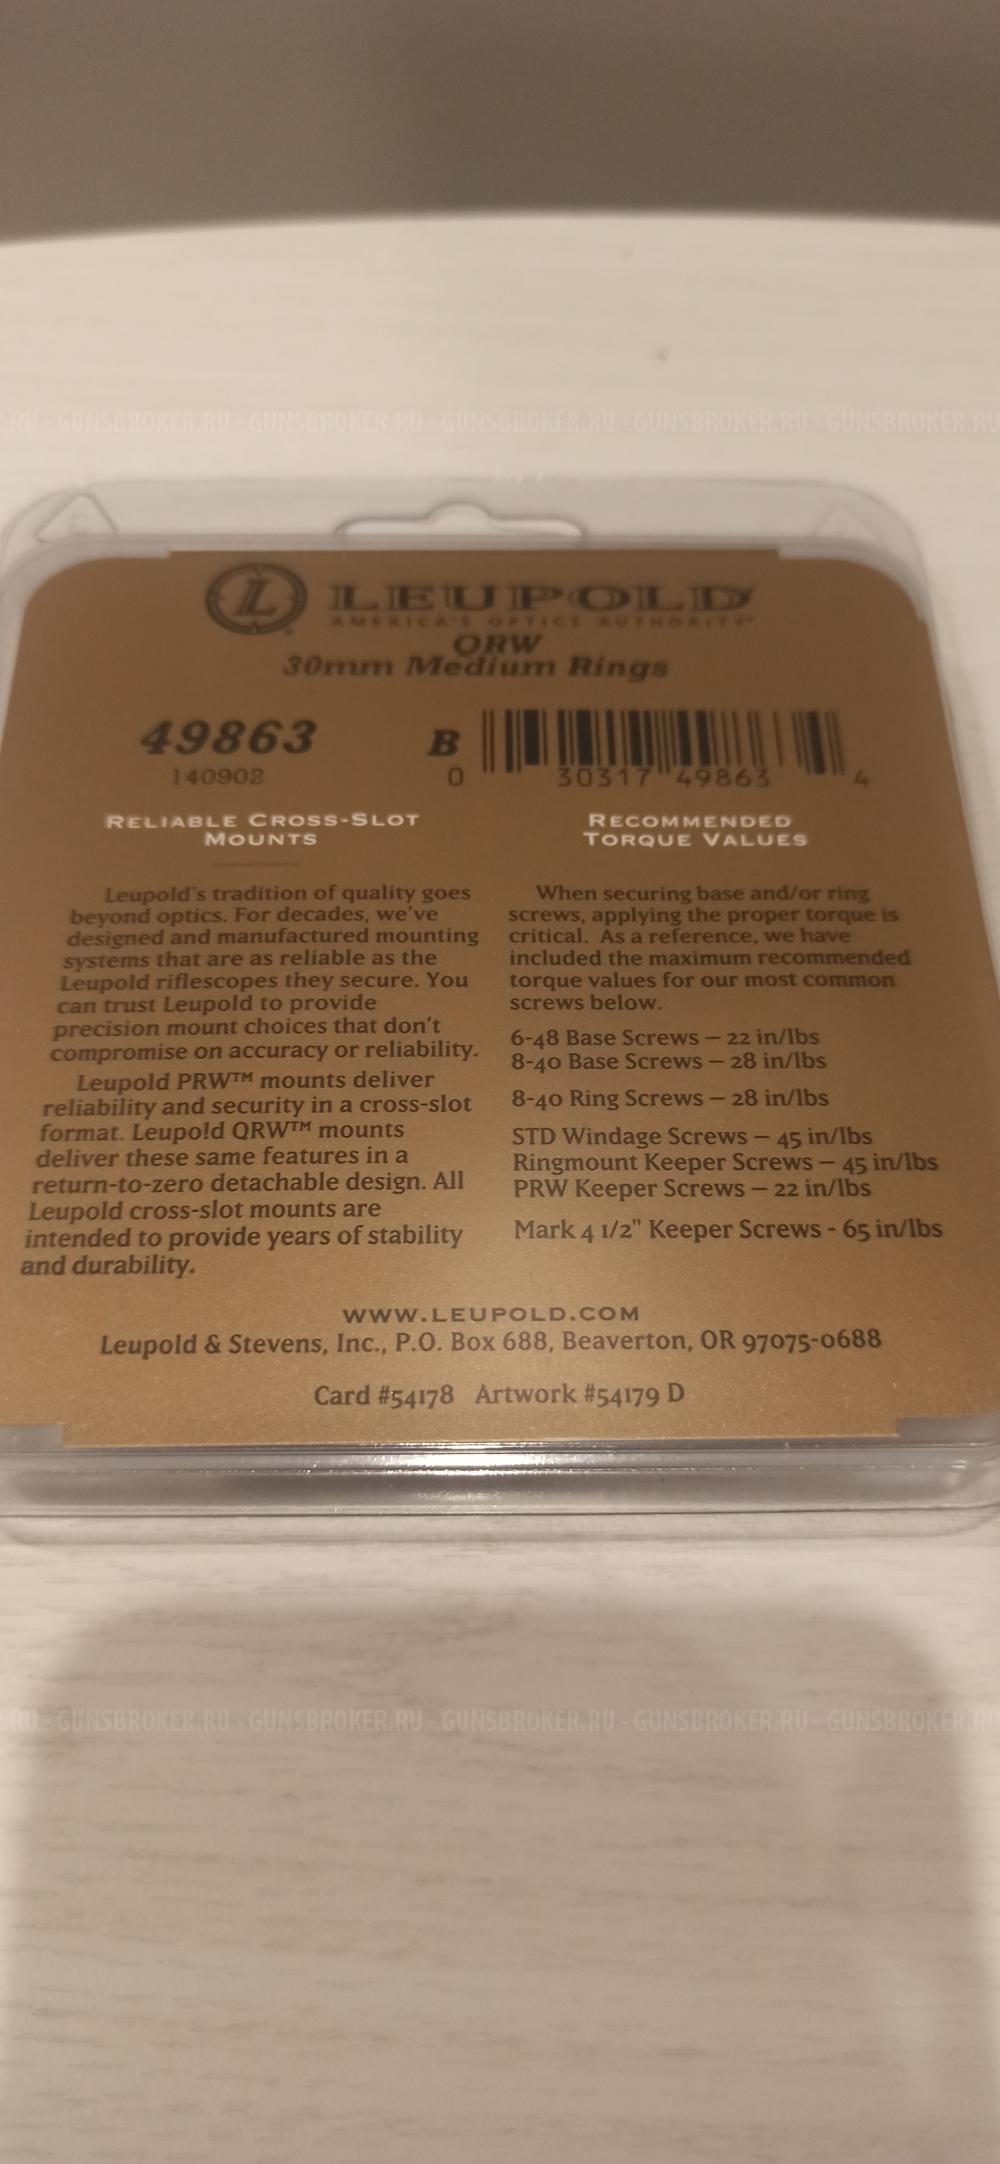 .RU - GUNSBROKER.RU - GUNSBROKER.RU - GUNSBROKER.RU - GUNSBROKER.RU - GUNSBROKER.RU
L LEUPOLD
AMERICA'S OPTICS AUTHORITY
QRW
30mm Medium Rings
49863
140902
B
0 30317 49863 4
RELIABLE CROSS-SLOT
MOUNTS
Leupold's tradition of quality goes
beyond optics. For decades, we've
designed and manufactured mounting
systems that are as reliable as the
Leupold riflescopes they secure. You
can trust Leupold to provide
precision mount choices that don't
compromise on accuracy or reliability.
Leupold PRW™ mounts deliver
reliability and security in a cross-slot
format. Leupold QRW™ mounts
deliver these same features in a
return-to-zero detachable design. All
Leupold cross-slot mounts are
intended to provide years of stability
and durability.
RECOMMENDED
TORQUE VALUES
When securing base and/or ring
screws, applying the proper torque is
critical. As a reference, we have
included the maximum recommended
torque values for our most common
screws below.
6-48 Base Screws – 22 in/lbs
8-40 Base Screws – 28 in/lbs
8-40 Ring Screws – 28 in/lbs
STD Windage Screws – 45 in/lbs
Ringmount Keeper Screws – 45 in/lbs
PRW Keeper Screws – 22 in/lbs
Mark 4 1/2" Keeper Screws - 65 in/lbs
WWW.LEUPOLD.COM
Leupold & Stevens, Inc., P.O. Box 688, Beaverton, OR 97075-0688
Card #54178 Artwork #54179 D
.RU - GUNSBROKER.RU - GUNSBROKER.RU - GUNSBROKER.RU - GUNSBROKER.RU - GUNSBROKER.RU